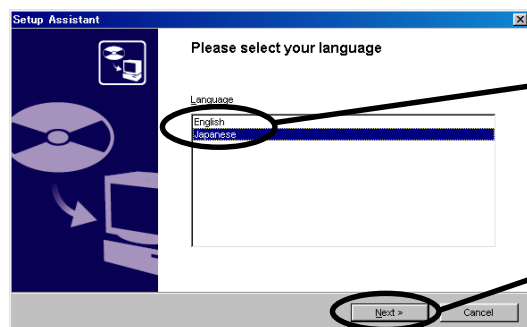 Setup Assistant
Please select your language
Language
English
Japanese
Next >
Cancel